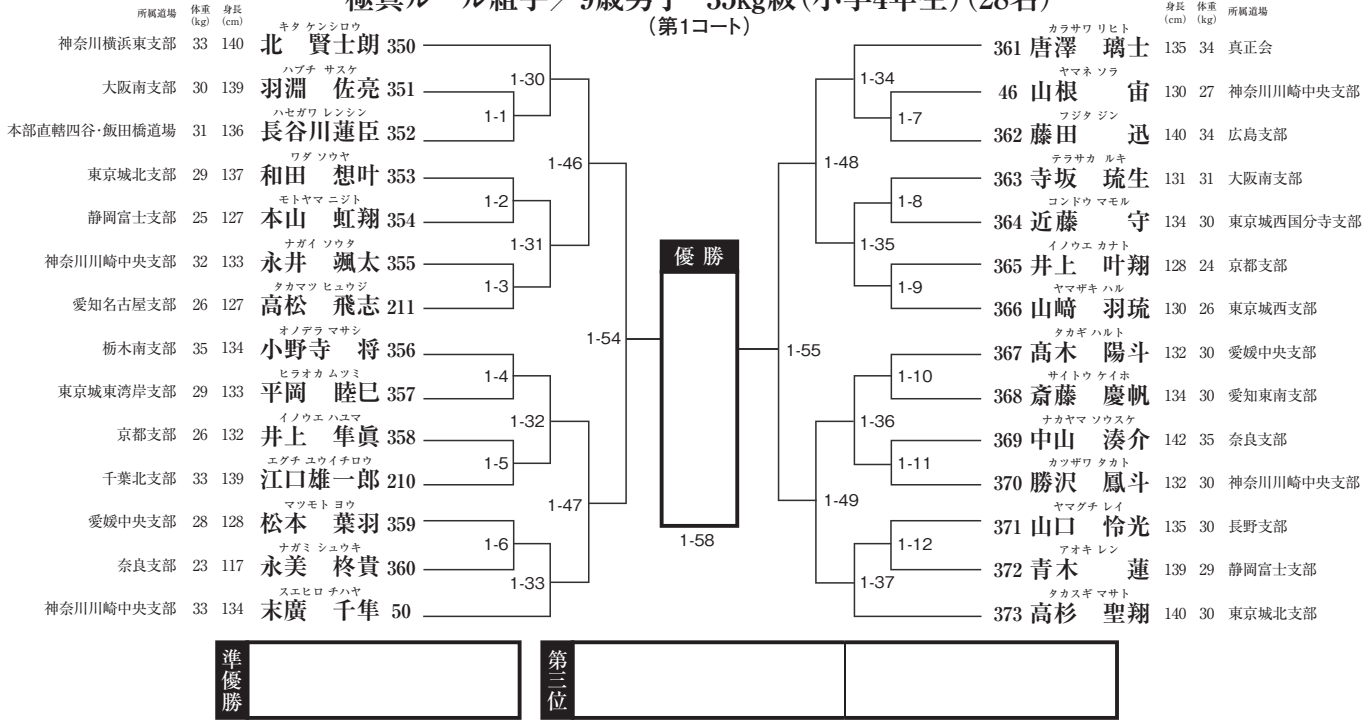 極真ルール組手／9歳男子 -35kg級(小学4年生)(28名)
(第1コート)
所属道場 体重(kg) 身長(cm)
キタ ケンシロウ
神奈川横浜東支部 33 140 北 賢士朗 350
ハブチ サスケ
大阪南支部 30 139 羽淵 佐亮 351
ハセガワ レンシン
本部直轄四谷・飯田橋道場 31 136 長谷川蓮臣 352
ワダ ソウヤ
東京城北支部 29 137 和田 想叶 353
モトヤマ ニジト
静岡富士支部 25 127 本山 虹翔 354
ナガイ ソウタ
神奈川川崎中央支部 32 133 永井 颯太 355
タカマツ ヒュウジ
愛知名古屋支部 26 127 高松 飛志 211
オノデラ マサシ
栃木南支部 35 134 小野寺 将 356
ヒラオカ ムツミ
東京城東湾岸支部 29 133 平岡 睦巳 357
イノウエ ハユマ
京都支部 26 132 井上 隼眞 358
エグチ ユウイチロウ
千葉北支部 33 139 江口雄一郎 210
マツモト ヨウ
愛媛中央支部 28 128 松本 葉羽 359
ナガミ シュウキ
奈良支部 23 117 永美 柊貴 360
スエヒロ チハヤ
神奈川川崎中央支部 33 134 末廣 千隼 50
1-30
1-1
1-46
1-2
1-31
1-3
1-54
1-4
1-32
1-5
1-47
1-6
1-33
優勝
1-58
1-34
1-7
1-48
1-8
1-35
1-9
1-55
1-10
1-36
1-11
1-49
1-12
1-37
身長(cm) 体重(kg) 所属道場
カラサワ リヒト
361 唐澤 璃士 135 34 真正会
ヤマネ ソラ
46 山根 宙 130 27 神奈川川崎中央支部
フジタ ジン
362 藤田 迅 140 34 広島支部
テラサカ ルキ
363 寺坂 琉生 131 31 大阪南支部
コンドウ マモル
364 近藤 守 134 30 東京城西国分寺支部
イノウエ カナト
365 井上 叶翔 128 24 京都支部
ヤマザキ ハル
366 山﨑 羽琉 130 26 東京城西支部
タカギ ハルト
367 髙木 陽斗 132 30 愛媛中央支部
サイトウ ケイホ
368 斎藤 慶帆 134 30 愛知東南支部
ナカヤマ ソウスケ
369 中山 湊介 142 35 奈良支部
カツザワ タカト
370 勝沢 鳳斗 132 30 神奈川川崎中央支部
ヤマグチ レイ
371 山口 怜光 135 30 長野支部
アオキ レン
372 青木 蓮 139 29 静岡富士支部
タカスギ マサト
373 高杉 聖翔 140 30 東京城北支部
準優勝
第三位